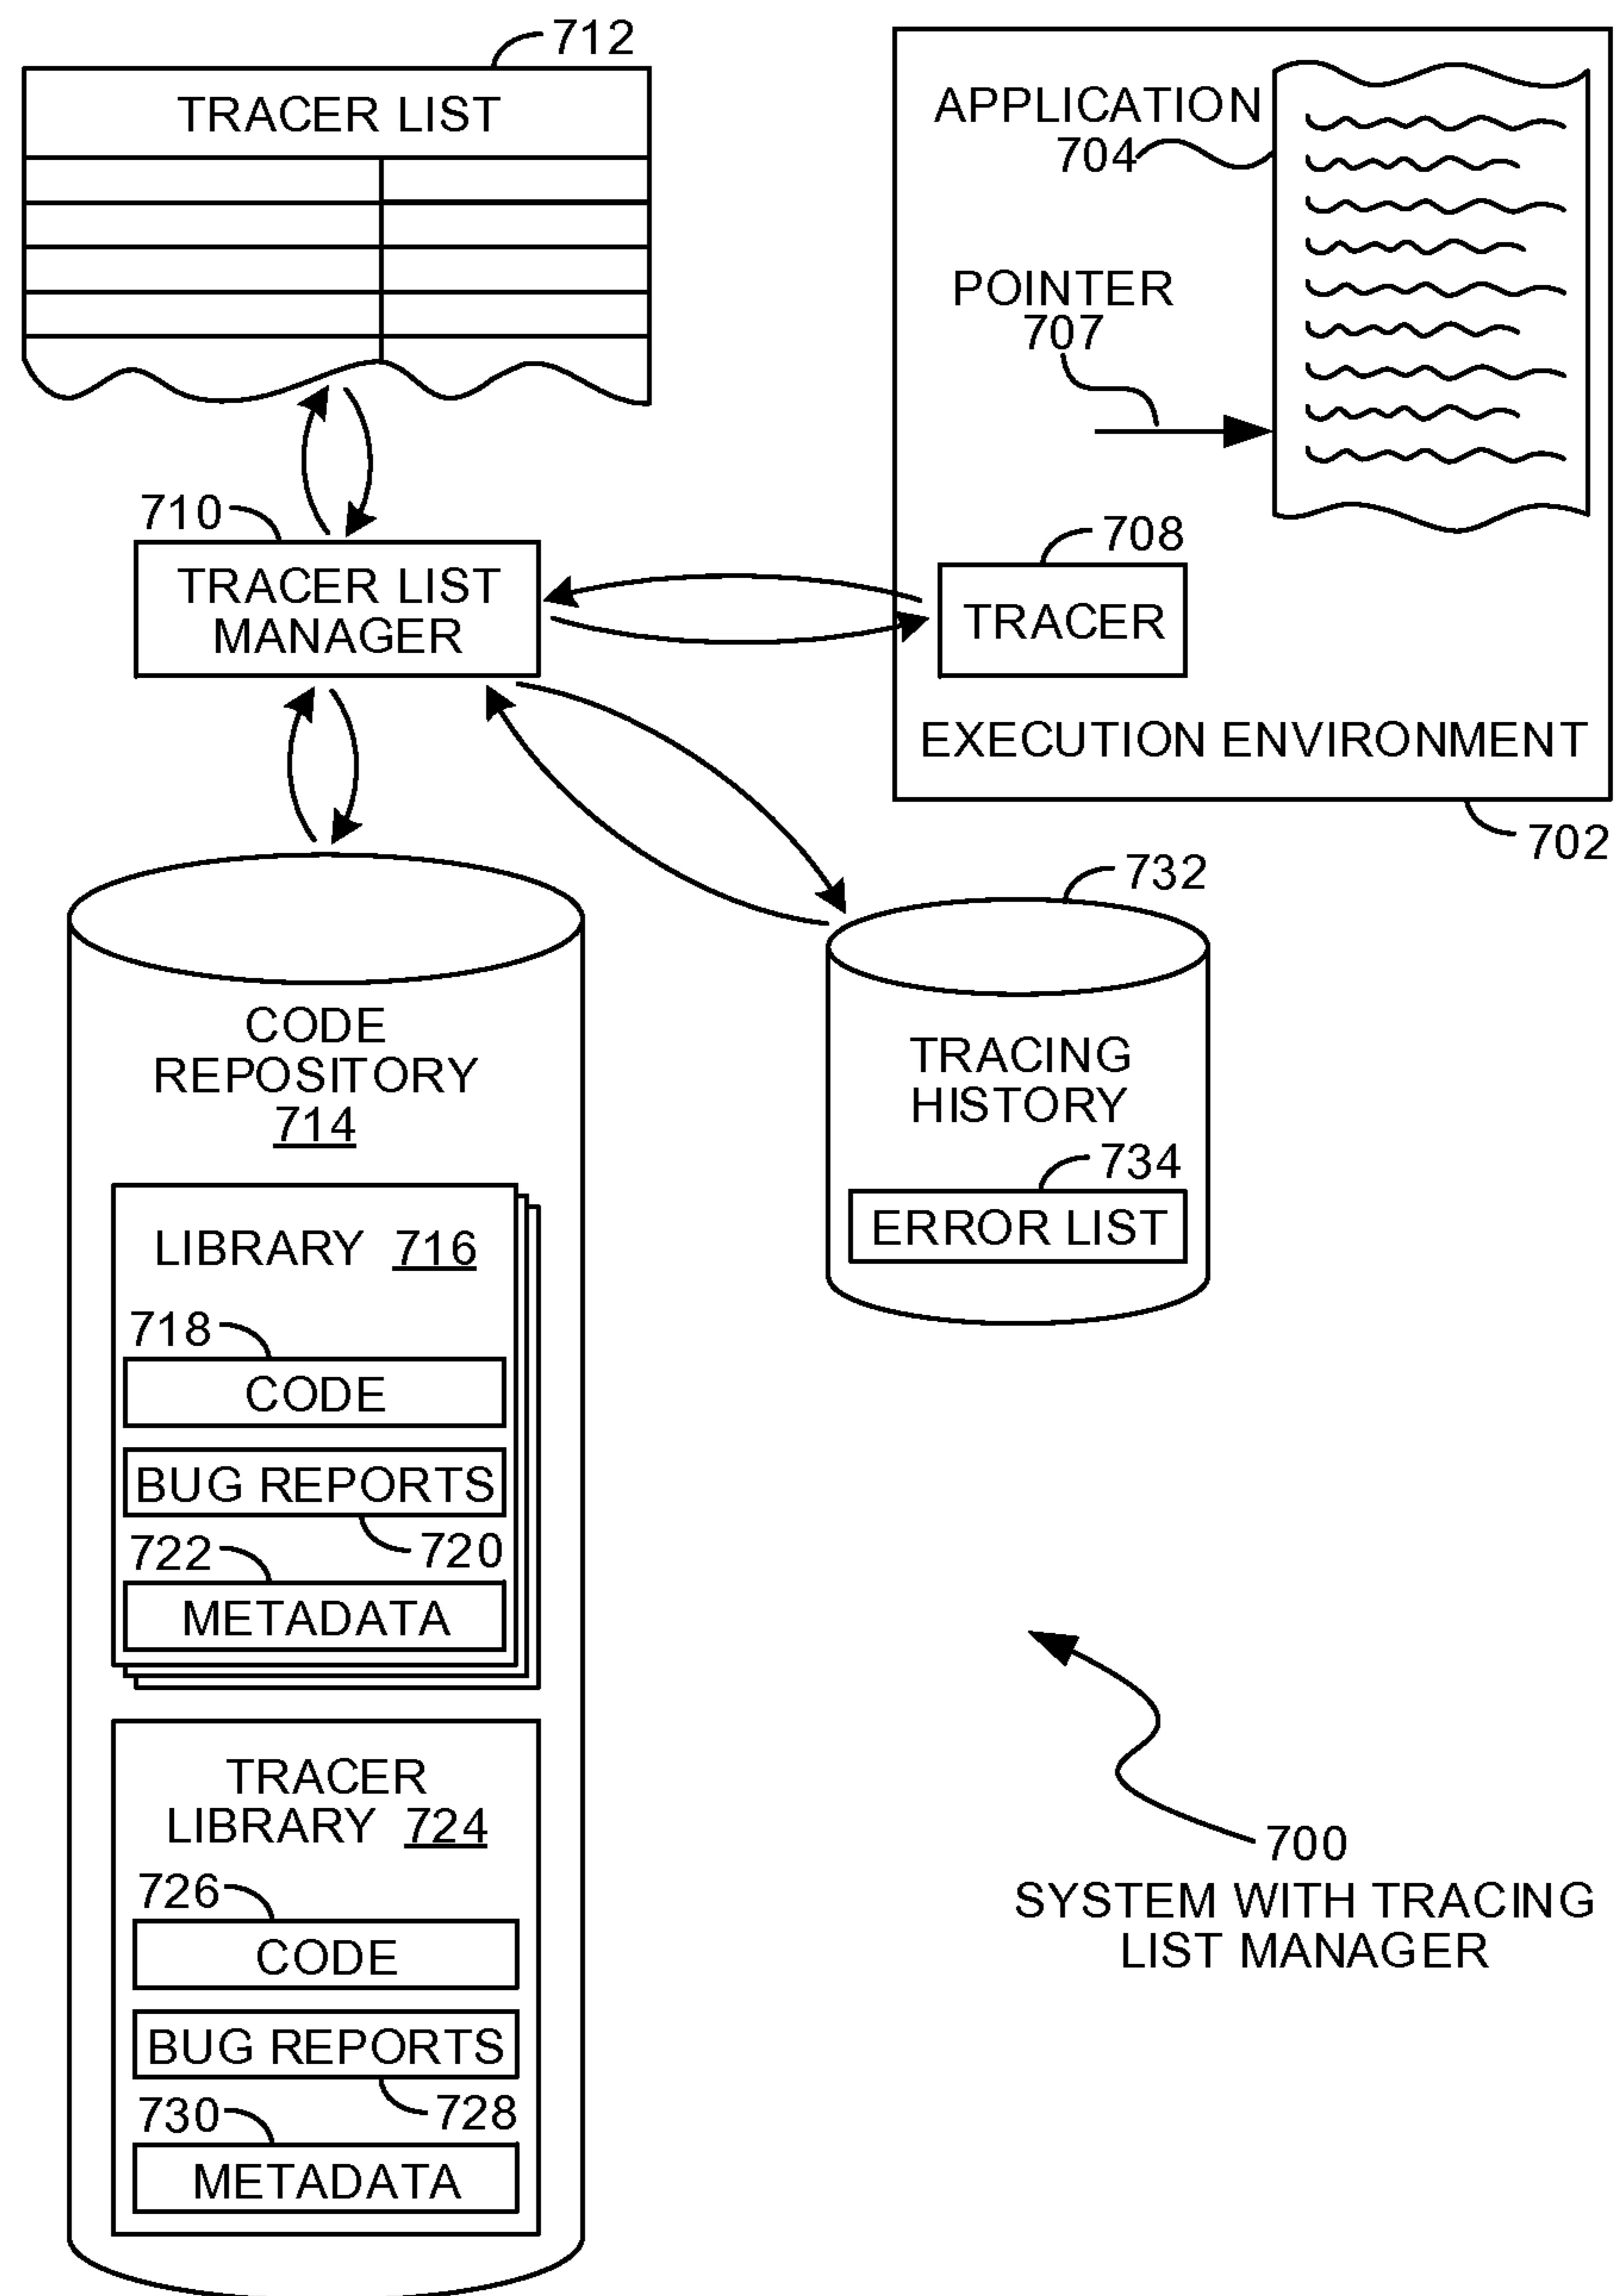 712
TRACER LIST
APPLICATION
704
POINTER
707
710
TRACER LIST
MANAGER
708
TRACER
EXECUTION ENVIRONMENT
702
732
CODE
REPOSITORY
714
TRACING
HISTORY
734
ERROR LIST
LIBRARY 716
718
CODE
BUG REPORTS
722
720
METADATA
TRACER
LIBRARY 724
726
CODE
BUG REPORTS
730
728
METADATA
700
SYSTEM WITH TRACING
LIST MANAGER